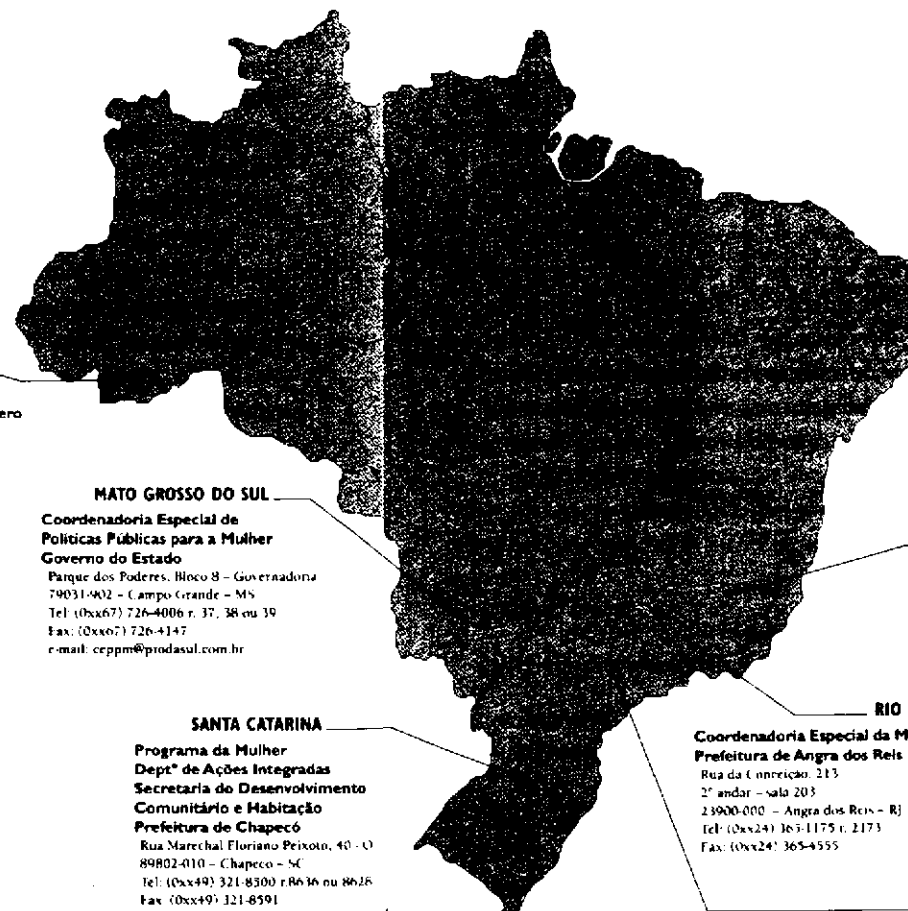 ero
MATO GROSSO DO SUL
Coordenadoria Especial de
Políticas Públicas para a Mulher
Governo do Estado
Parque dos Poderes, Bloco 8 – Governadoria
79031-902 – Campo Grande – MS
Tel: (0xx67) 726-4006 r. 37, 38 ou 39
Fax: (0xx67) 726-4147
e-mail: ceppm@prodasul.com.br
SANTA CATARINA
Programa da Mulher
Deptº de Ações Integradas
Secretaria do Desenvolvimento
Comunitário e Habitação
Prefeitura de Chapecó
Rua Marechal Floriano Peixoto, 40 - O
89802-010 – Chapeco – SC
Tel: (0xx49) 321-8500 r.8636 ou 8628
Fax: (0xx49) 321-8591
RIO
Coordenadoria Especial da M
Prefeitura de Angra dos Reis
Rua da Conceição, 213
2º andar – sala 203
23900-000 – Angra dos Reis – RJ
Tel: (0xx24) 365-1175 r. 2173
Fax: (0xx24) 365-4555